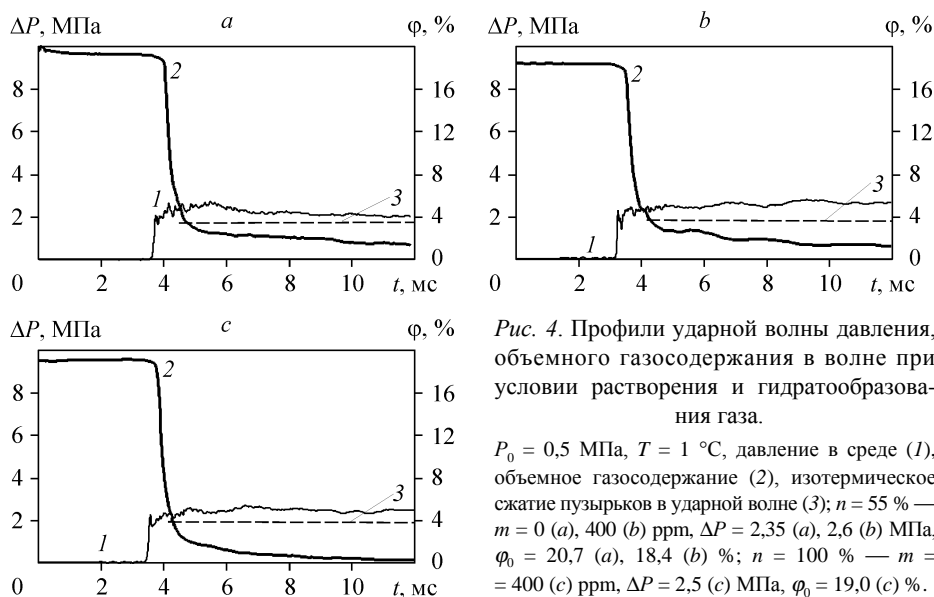 ΔP, МПа a φ, %
8 2 16
6 12
4 8
1 3
2 4
0
0 2 4 6 8 10 t, мс
ΔP, МПа b φ, %
8 2 16
6 12
4 8
3
2 4
1
0
0 2 4 6 8 10 t, мс
ΔP, МПа c φ, %
8 2 16
6 12
4 8
3
2 4
1
0
0 2 4 6 8 10 t, мс
Рис. 4. Профили ударной волны давления,
объемного газосодержания в волне при
условии растворения и гидратообразова-
ния газа.
P₀ = 0,5 МПа, T = 1 °C, давление в среде (1),
объемное газосодержание (2), изотермическое
сжатие пузырьков в ударной волне (3); n = 55 % —
m = 0 (a), 400 (b) ppm, ΔP = 2,35 (a), 2,6 (b) МПа,
φ₀ = 20,7 (a), 18,4 (b) %; n = 100 % — m =
= 400 (c) ppm, ΔP = 2,5 (c) МПа, φ₀ = 19,0 (c) %.